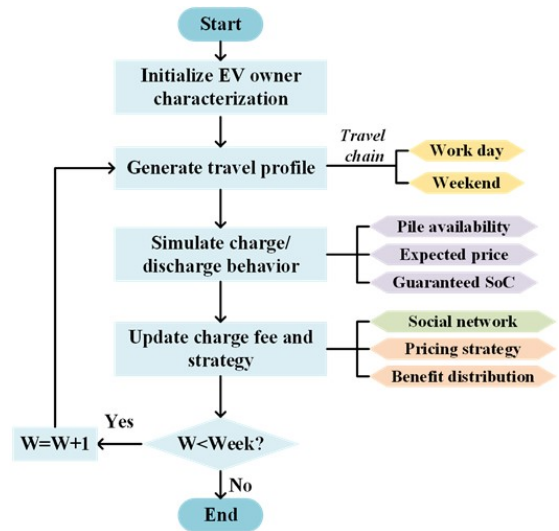 Start
Initialize EV owner
characterization
Generate travel profile
Travel
chain
Work day
Weekend
Simulate charge/
discharge behavior
Pile availability
Expected price
Guaranteed SoC
Update charge fee and
strategy
Social network
Pricing strategy
Benefit distribution
W<Week?
Yes
W=W+1
No
End